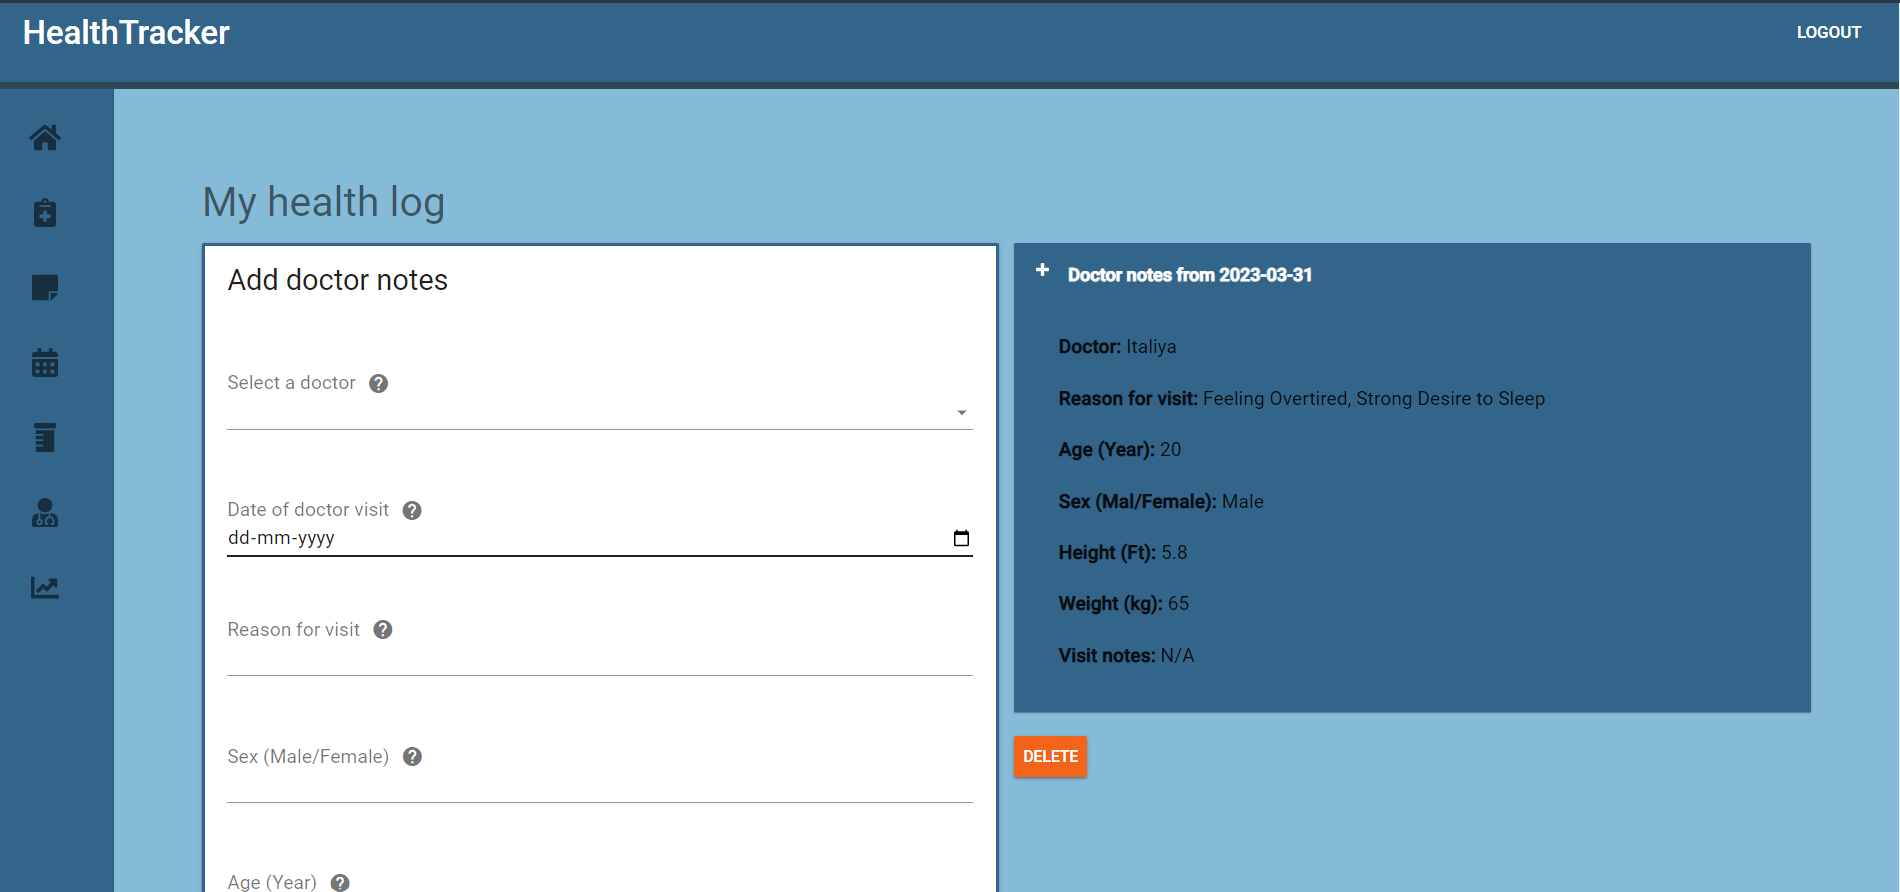 HealthTracker
LOGOUT
My health log
Add doctor notes
Select a doctor
Date of doctor visit
dd-mm-yyyy
Reason for visit
Sex (Male/Female)
Age (Year)
Doctor notes from 2023-03-31
Doctor: Italiya
Reason for visit: Feeling Overtired, Strong Desire to Sleep
Age (Year): 20
Sex (Mal/Female): Male
Height (Ft): 5.8
Weight (kg): 65
Visit notes: N/A
DELETE